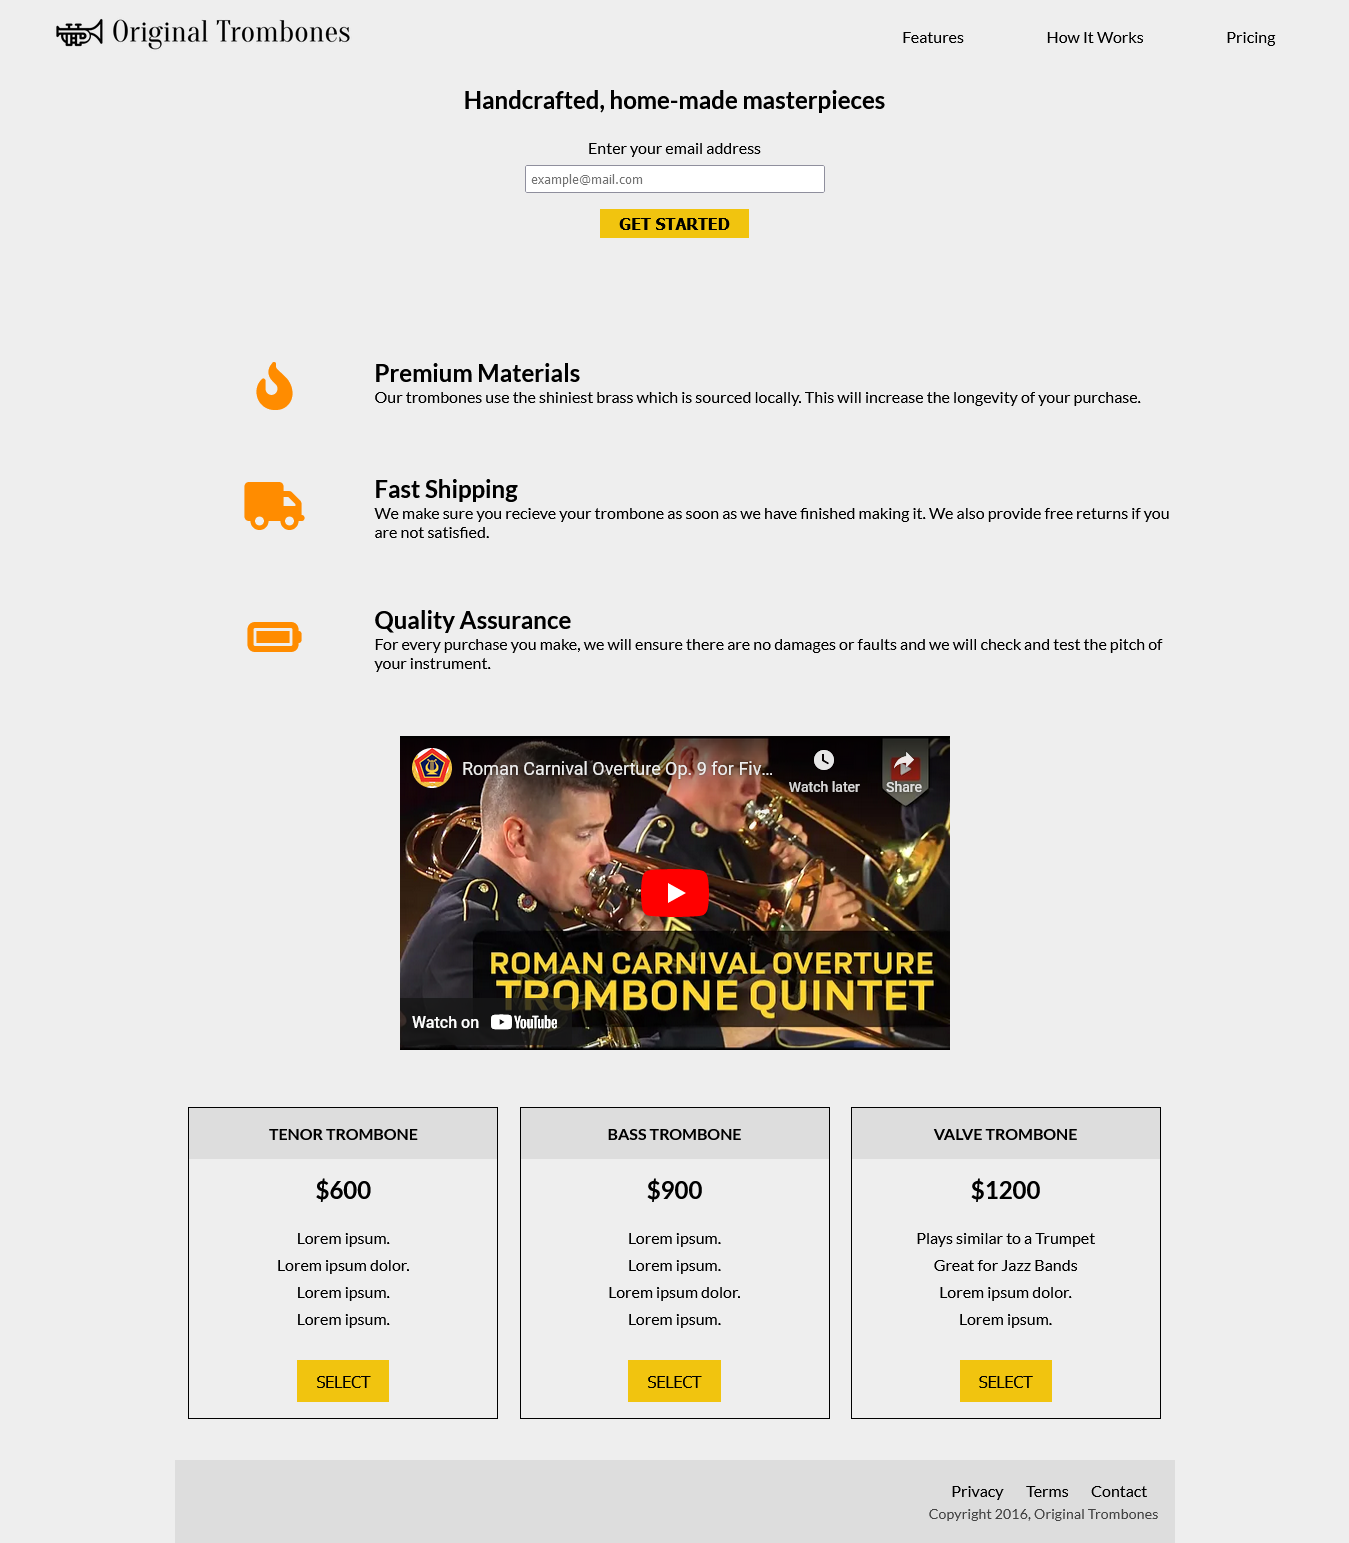 Original Trombones
Features
How It Works
Pricing
Handcrafted, home-made masterpieces
Enter your email address
example@mail.com
GET STARTED
Premium Materials
Our trombones use the shiniest brass which is sourced locally. This will increase the longevity of your purchase.
Fast Shipping
We make sure you recieve your trombone as soon as we have finished making it. We also provide free returns if you
are not satisfied.
Quality Assurance
For every purchase you make, we will ensure there are no damages or faults and we will check and test the pitch of
your instrument.
Roman Carnival Overture Op. 9 for Fiv...
Watch later
Share
ROMAN CARNIVAL OVERTURE
TROMBONE QUINTET
Watch on YouTube
TENOR TROMBONE
$600
Lorem ipsum.
Lorem ipsum dolor.
Lorem ipsum.
Lorem ipsum.
SELECT
BASS TROMBONE
$900
Lorem ipsum.
Lorem ipsum.
Lorem ipsum dolor.
Lorem ipsum.
SELECT
VALVE TROMBONE
$1200
Plays similar to a Trumpet
Great for Jazz Bands
Lorem ipsum dolor.
Lorem ipsum.
SELECT
Privacy
Terms
Contact
Copyright 2016, Original Trombones